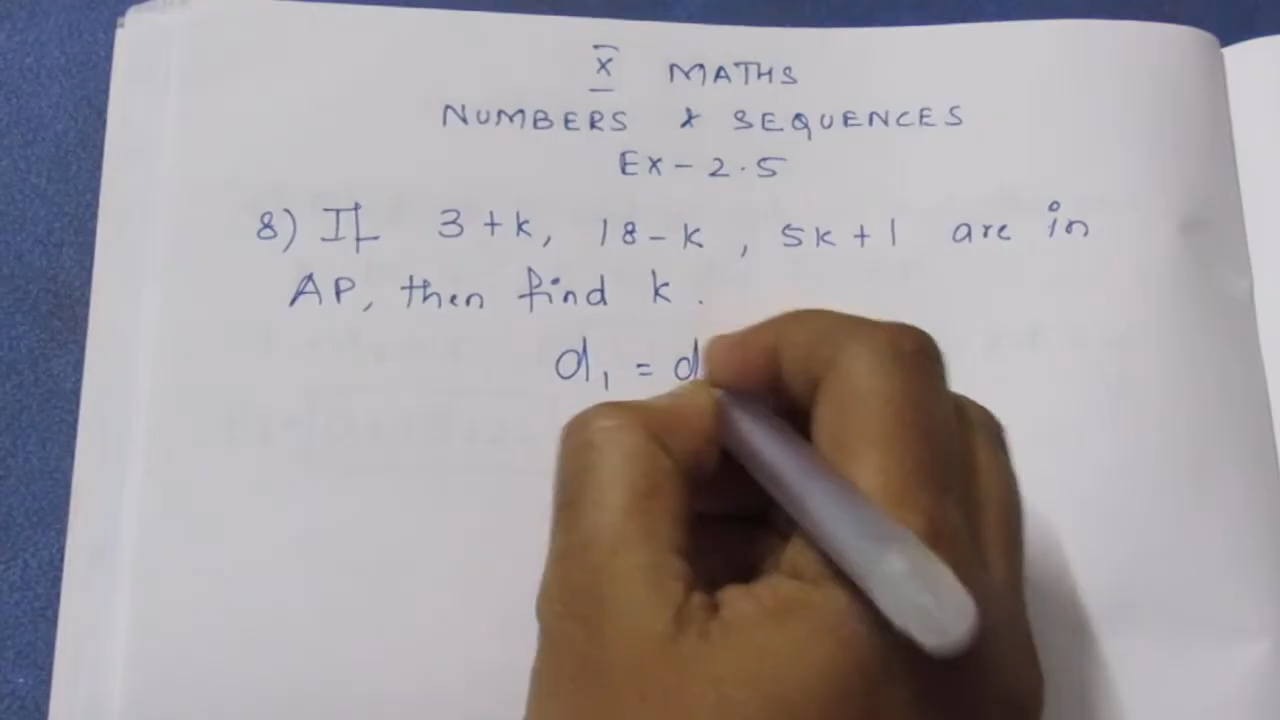 X MATHS
NUMBERS & SEQUENCES
Ex-2.5
8) If 3+k, 18-k, 5k+1 are in
AP, then find k.
d₁ = d